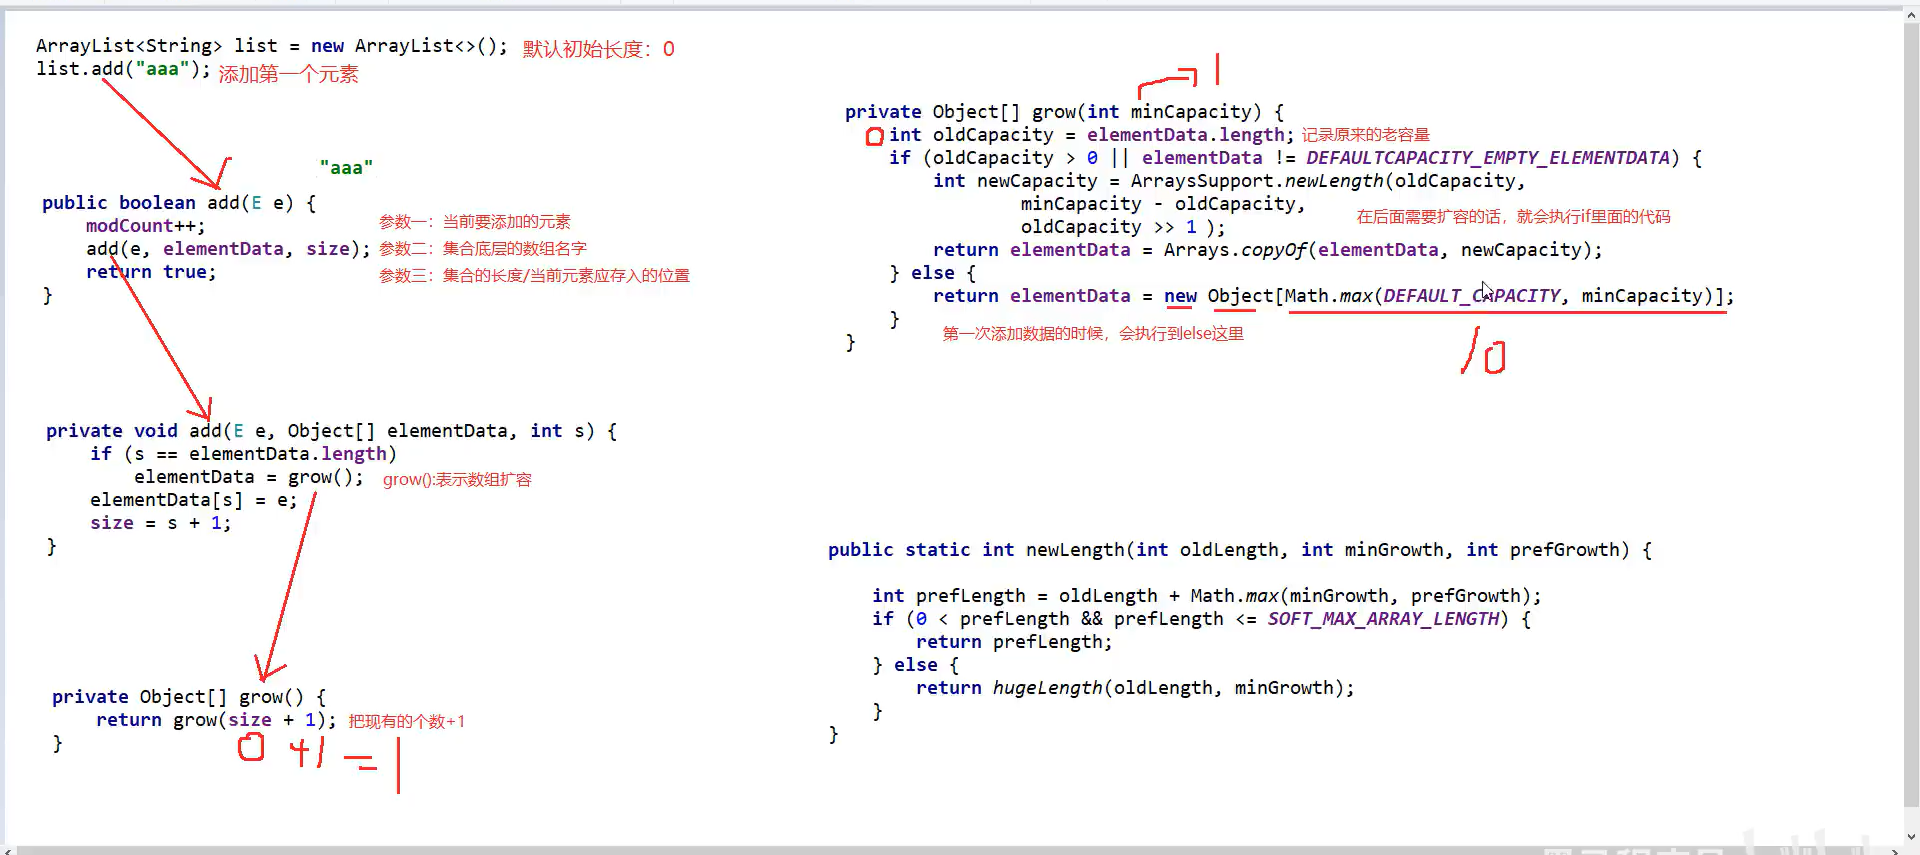 ArrayList<String> list = new ArrayList<>(); 默认初始长度：0
list.add("aaa"); 添加第一个元素
"aaa"
public boolean add(E e) {
modCount++; 参数一：当前要添加的元素
add(e, elementData, size); 参数二：集合底层的数组名字
return true; 参数三：集合的长度/当前元素应存入的位置
}
private void add(E e, Object[] elementData, int s) {
if (s == elementData.length)
elementData = grow(); grow():表示数组扩容
elementData[s] = e;
size = s + 1;
}
private Object[] grow() {
return grow(size + 1); 把现有的个数+1
}
0 +1 = 1
1
private Object[] grow(int minCapacity) {
0 int oldCapacity = elementData.length; 记录原来的老容量
if (oldCapacity > 0 || elementData != DEFAULTCAPACITY_EMPTY_ELEMENTDATA) {
int newCapacity = ArraysSupport.newLength(oldCapacity,
minCapacity - oldCapacity,
在后面需要扩容的话，就会执行if里面的代码
oldCapacity >> 1 );
return elementData = Arrays.copyOf(elementData, newCapacity);
} else {
return elementData = new Object[Math.max(DEFAULT_CAPACITY, minCapacity)];
}
第一次添加数据的时候，会执行到else这里
}
10
public static int newLength(int oldLength, int minGrowth, int prefGrowth) {
int prefLength = oldLength + Math.max(minGrowth, prefGrowth);
if (0 < prefLength && prefLength <= SOFT_MAX_ARRAY_LENGTH) {
return prefLength;
} else {
return hugeLength(oldLength, minGrowth);
}
}